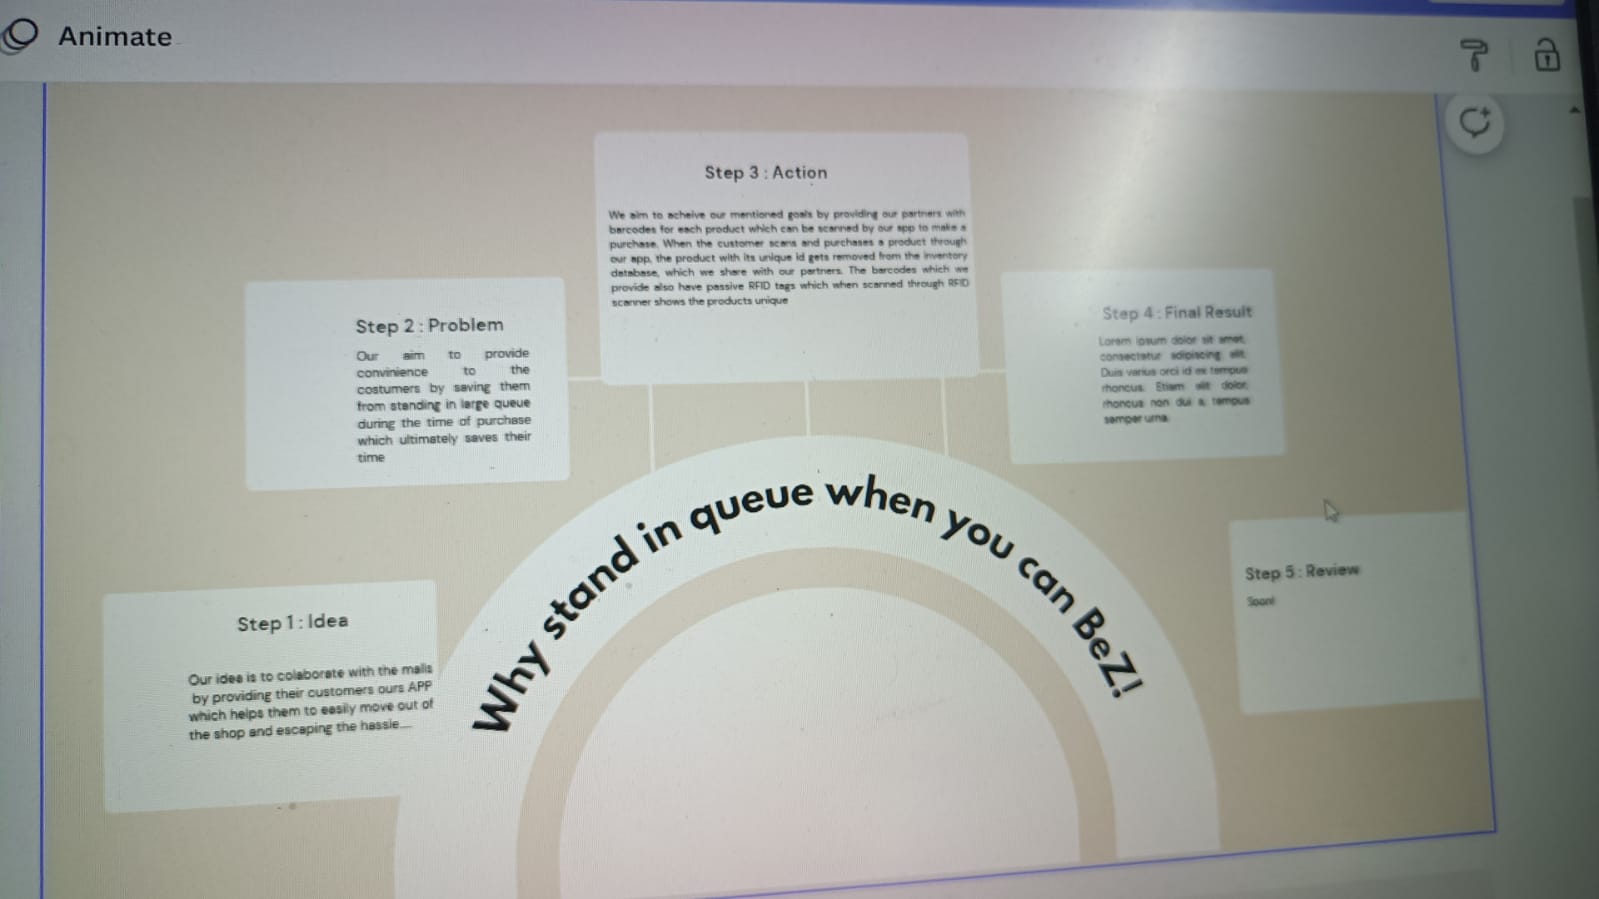 Animate
Step 3 : Action
We aim to acheive our mentioned goals by providing our partners with
barcodes for each product which can be scanned by our app to make a
purchase. When the customer scans and purchases a product through
our app, the product with its unique id gets removed from the inventory
database, which we share with our partners. The barcodes which we
provide also have passive RFID tags which when scanned through RFID
scanner shows the products unique
Step 2 : Problem
Our aim to provide
convinience to the
costumers by saving them
from standing in large queue
during the time of purchase
which ultimately saves their
time
Step 4 : Final Result
Lorem ipsum dolor sit amet,
consectetur adipiscing elit.
Duis varius orci id ex tempus
rhoncus. Etiam elit dolor,
rhoncus non dui a, tempus
semper urna.
Why stand in queue when you can BeZ!
Step 1 : Idea
Our idea is to colaborate with the malls
by providing their customers ours APP
which helps them to easily move out of
the shop and escaping the hassle....
Step 5 : Review
Soon!